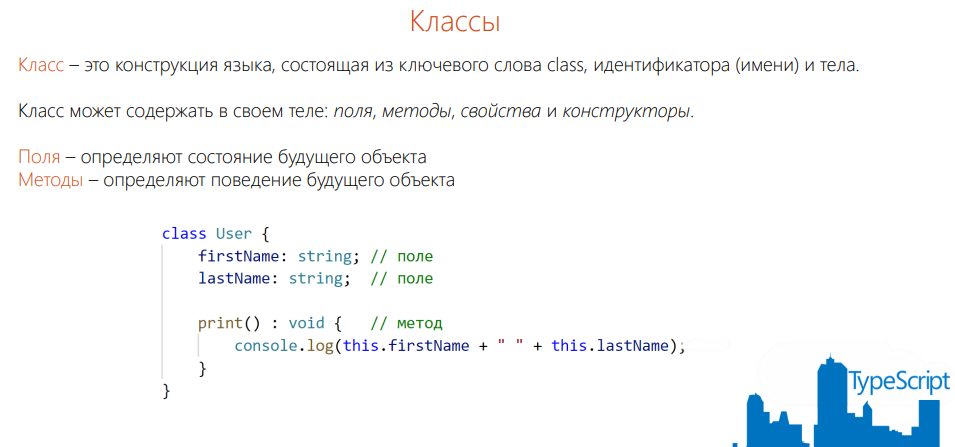 Классы
Класс – это конструкция языка, состоящая из ключевого слова class, идентификатора (имени) и тела.
Класс может содержать в своем теле: поля, методы, свойства и конструкторы.
Поля – определяют состояние будущего объекта
Методы – определяют поведение будущего объекта
class User {
    firstName: string; // поле
    lastName: string;  // поле
    print() : void {   // метод
        console.log(this.firstName + " " + this.lastName);
    }
}
TypeScript